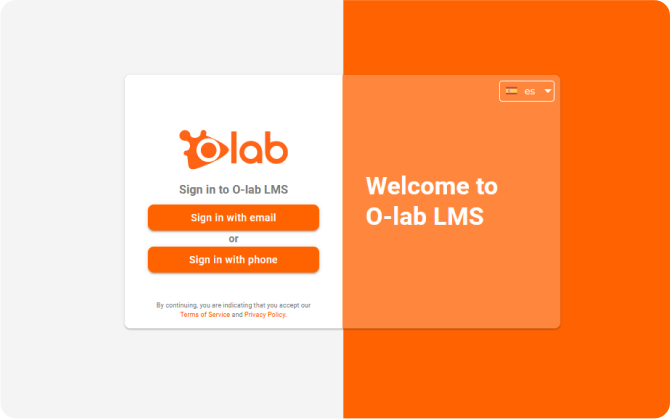 es
olab
Sign in to O-lab LMS
Sign in with email
or
Sign in with phone
By continuing, you are indicating that you accept our
Terms of Service and Privacy Policy.
Welcome to
O-lab LMS